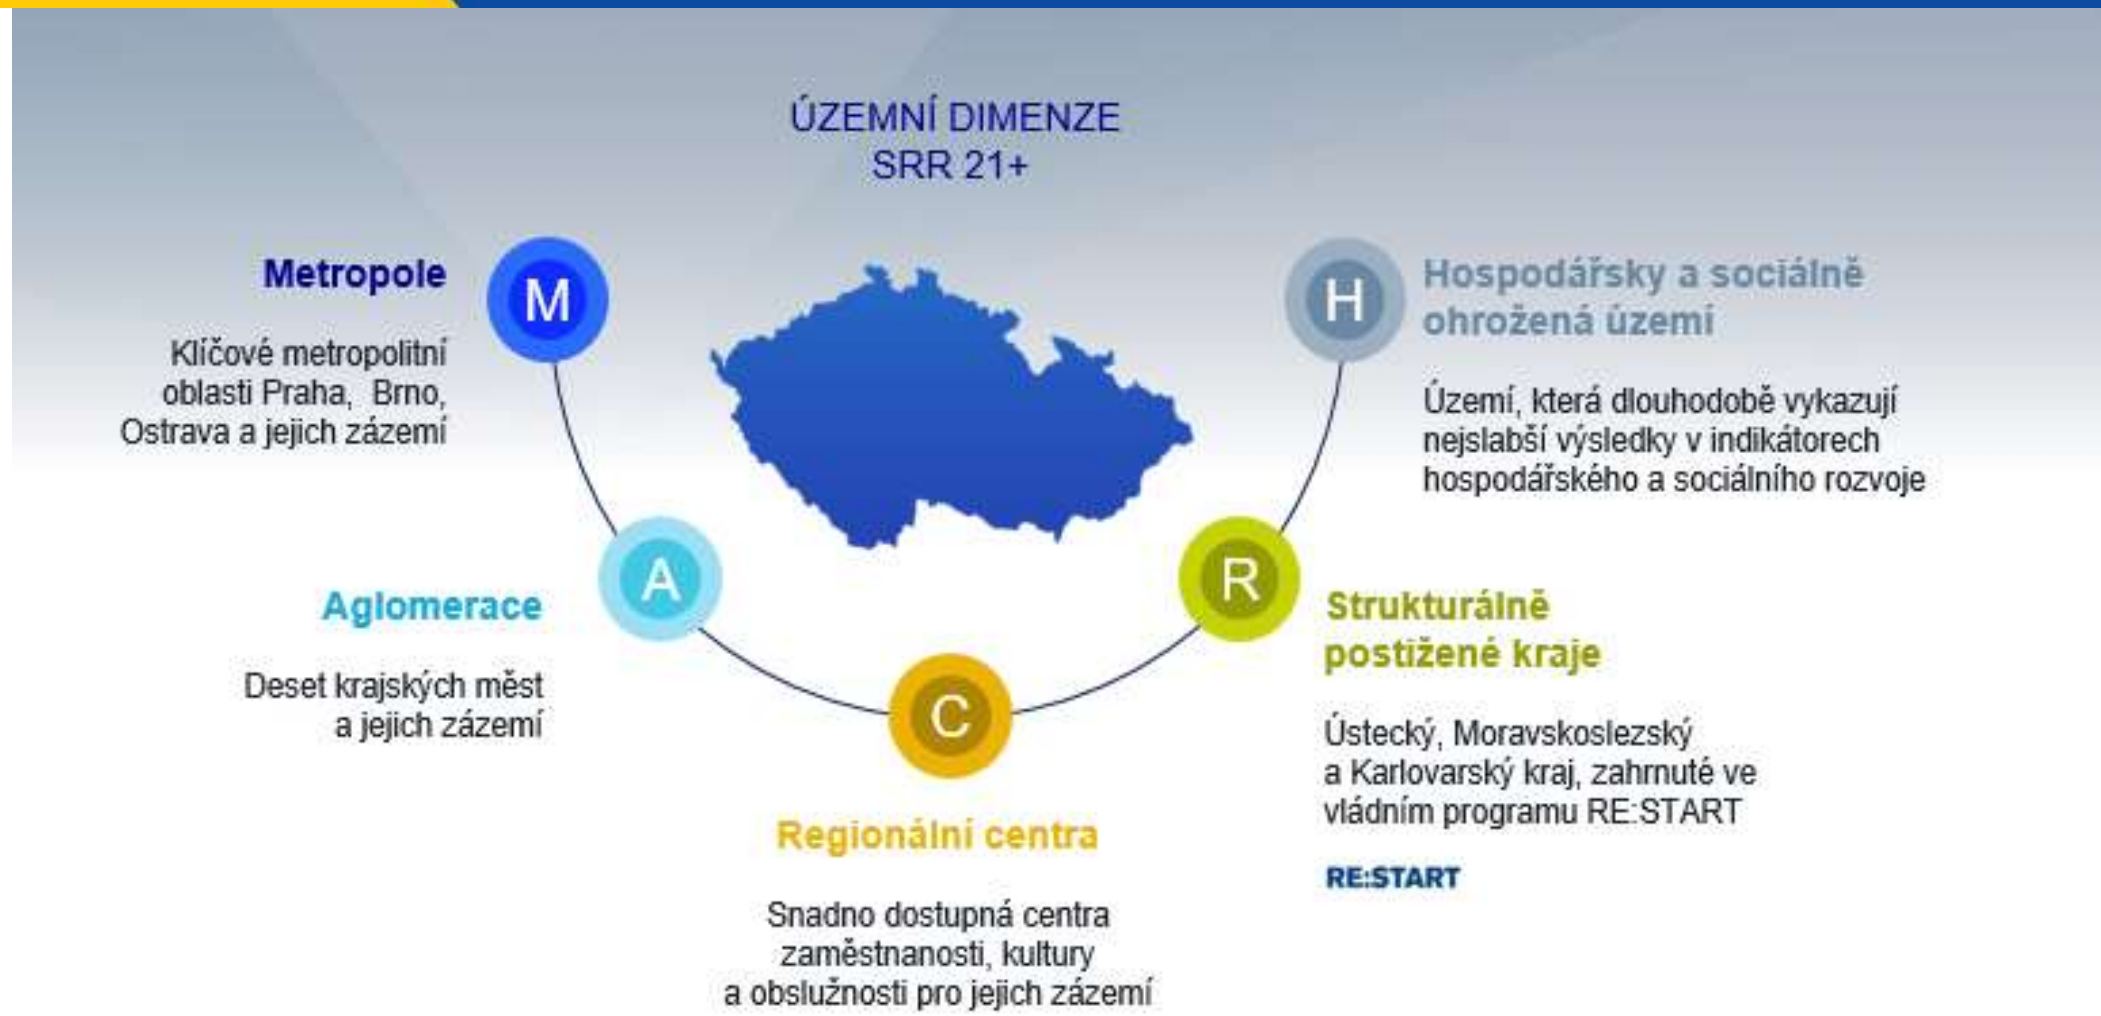 ÚZEMNÍ DIMENZE
SRR 21+
M
Metropole
Klíčové metropolitní
oblasti Praha, Brno,
Ostrava a jejich zázemí
A
Aglomerace
Deset krajských měst
a jejich zázemí
C
Regionální centra
Snadno dostupná centra
zaměstnanosti, kultury
a obslužnosti pro jejich zázemí
R
Strukturálně
postižené kraje
Ústecký, Moravskoslezský
a Karlovarský kraj, zahrnuté ve
vládním programu RE:START
RE:START
H
Hospodářsky a sociálně
ohrožená území
Území, která dlouhodobě vykazují
nejslabší výsledky v indikátorech
hospodářského a sociálního rozvoje